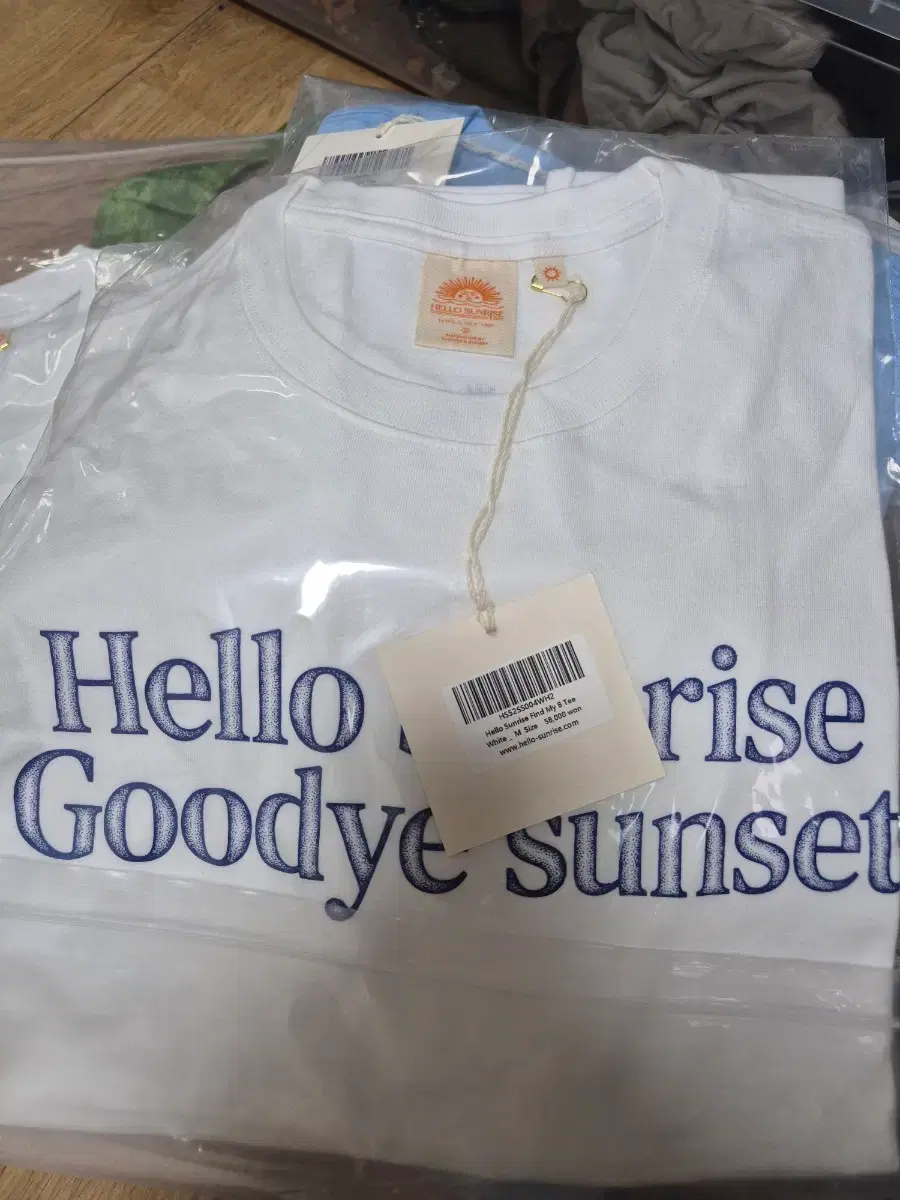 HELLO SUNRISE
Hello s rise
Goodye sunset
HSS25S004WH2
Hello Sunrise Find My B Tee
White _ M Size 58,000 won
www.hello-sunrise.com